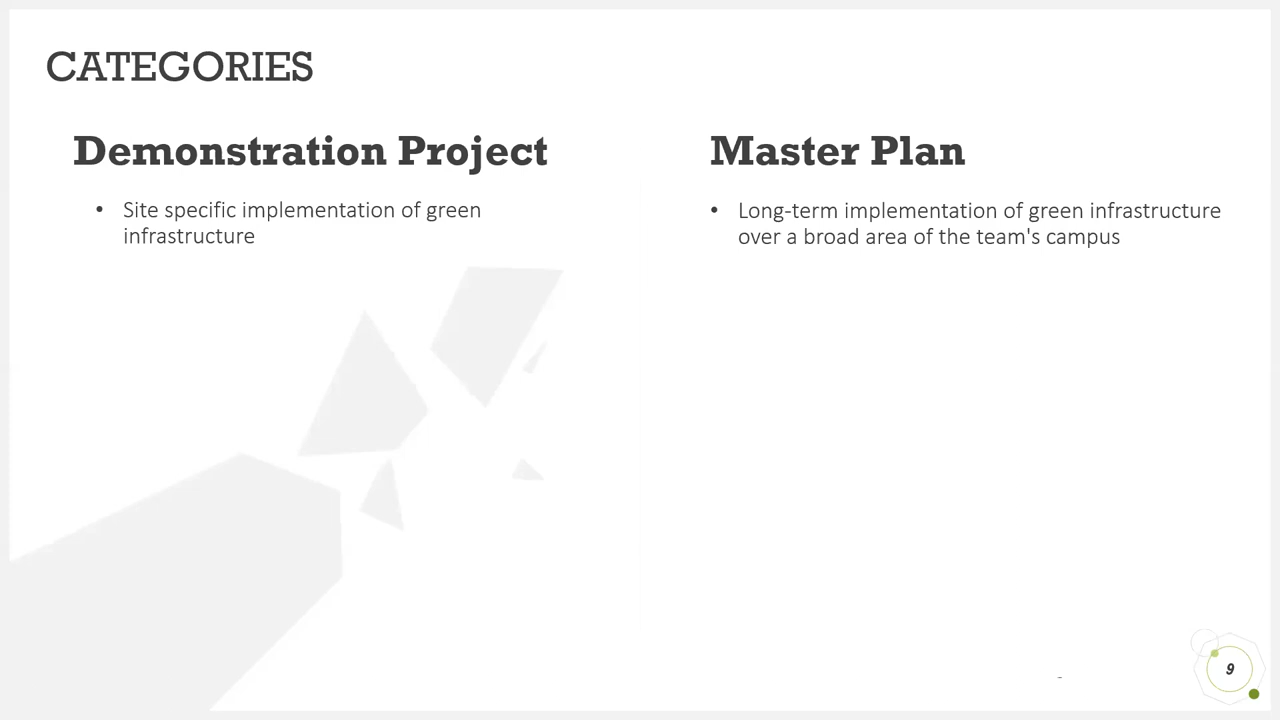 CATEGORIES
Demonstration Project
• Site specific implementation of green
infrastructure
Master Plan
• Long-term implementation of green infrastructure
over a broad area of the team's campus
-
9